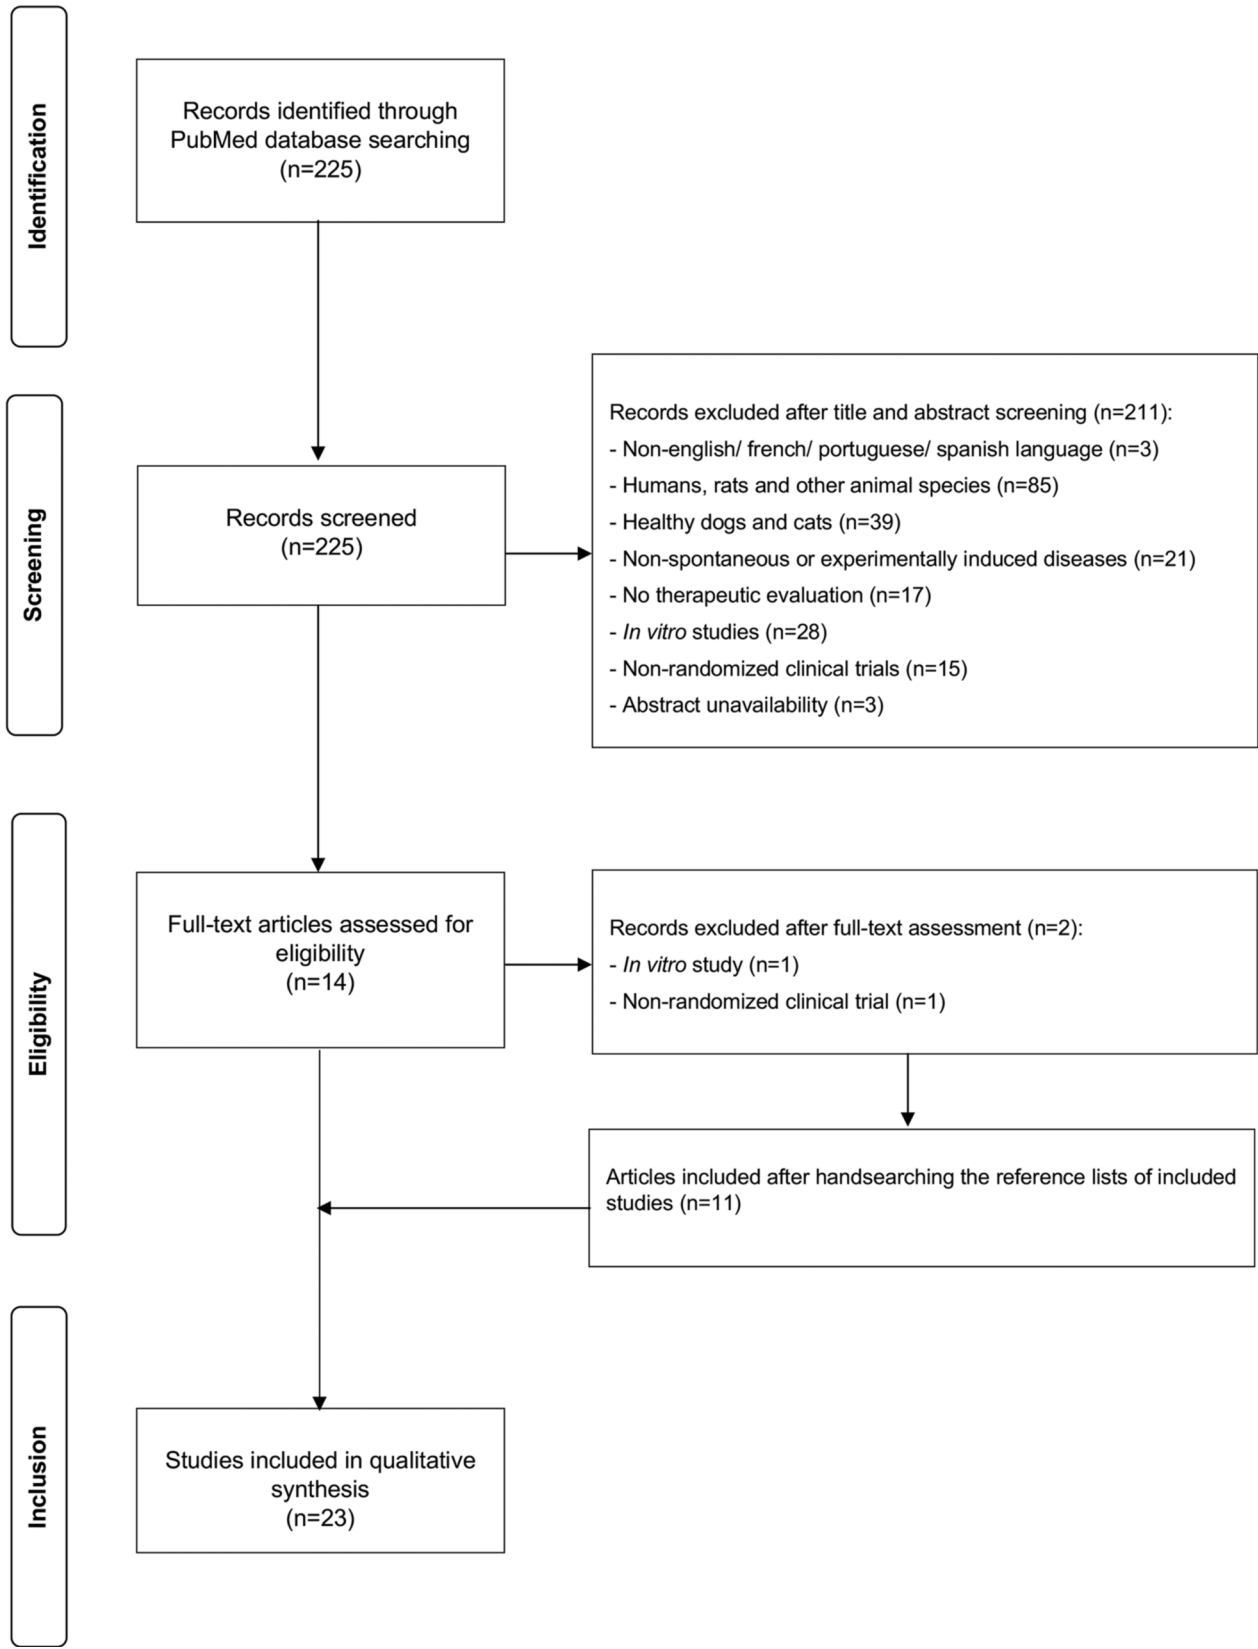 Identification
Records identified through
PubMed database searching
(n=225)
Screening
Records screened
(n=225)
Records excluded after title and abstract screening (n=211):
- Non-english/ french/ portuguese/ spanish language (n=3)
- Humans, rats and other animal species (n=85)
- Healthy dogs and cats (n=39)
- Non-spontaneous or experimentally induced diseases (n=21)
- No therapeutic evaluation (n=17)
- In vitro studies (n=28)
- Non-randomized clinical trials (n=15)
- Abstract unavailability (n=3)
Eligibility
Full-text articles assessed for
eligibility
(n=14)
Records excluded after full-text assessment (n=2):
- In vitro study (n=1)
- Non-randomized clinical trial (n=1)
Articles included after handsearching the reference lists of included
studies (n=11)
Inclusion
Studies included in qualitative
synthesis
(n=23)